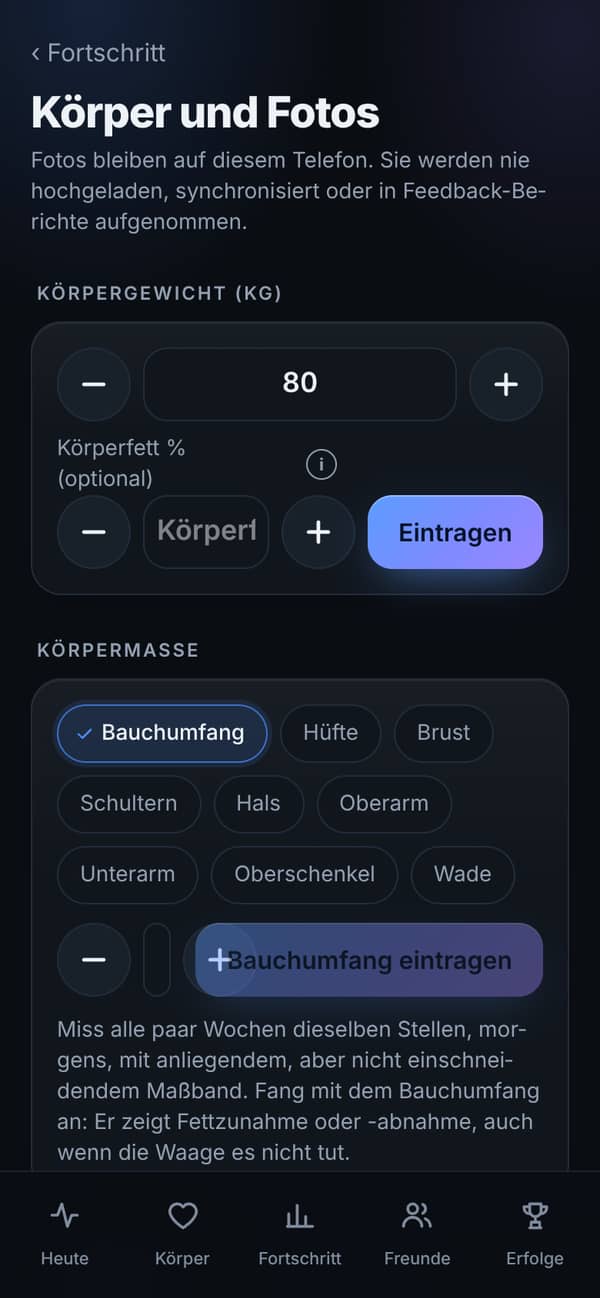 ‹ Fortschritt
Körper und Fotos
Fotos bleiben auf diesem Telefon. Sie werden nie
hochgeladen, synchronisiert oder in Feedback-Be-
richte aufgenommen.
KÖRPERGEWICHT (KG)
80
Körperfett %
(optional)
i
Eintragen
KÖRPERMASSE
Bauchumfang
Hüfte
Brust
Schultern
Hals
Oberarm
Unterarm
Oberschenkel
Wade
Bauchumfang eintragen
Miss alle paar Wochen dieselben Stellen, mor-
gens, mit anliegendem, aber nicht einschnei-
dendem Maßband. Fang mit dem Bauchumfang
an: Er zeigt Fettzunahme oder -abnahme, auch
wenn die Waage es nicht tut.
Heute
Körper
Fortschritt
Freunde
Erfolge